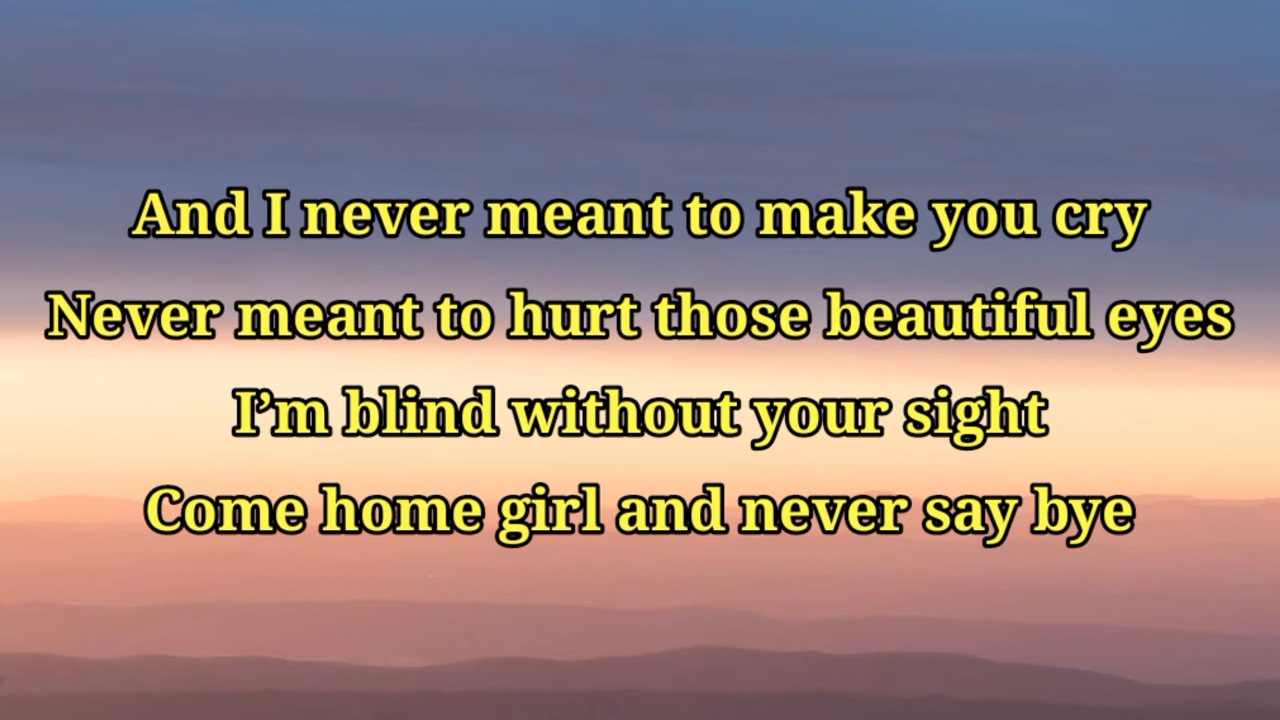 And I never meant to make you cry
Never meant to hurt those beautiful eyes
I’m blind without your sight
Come home girl and never say bye